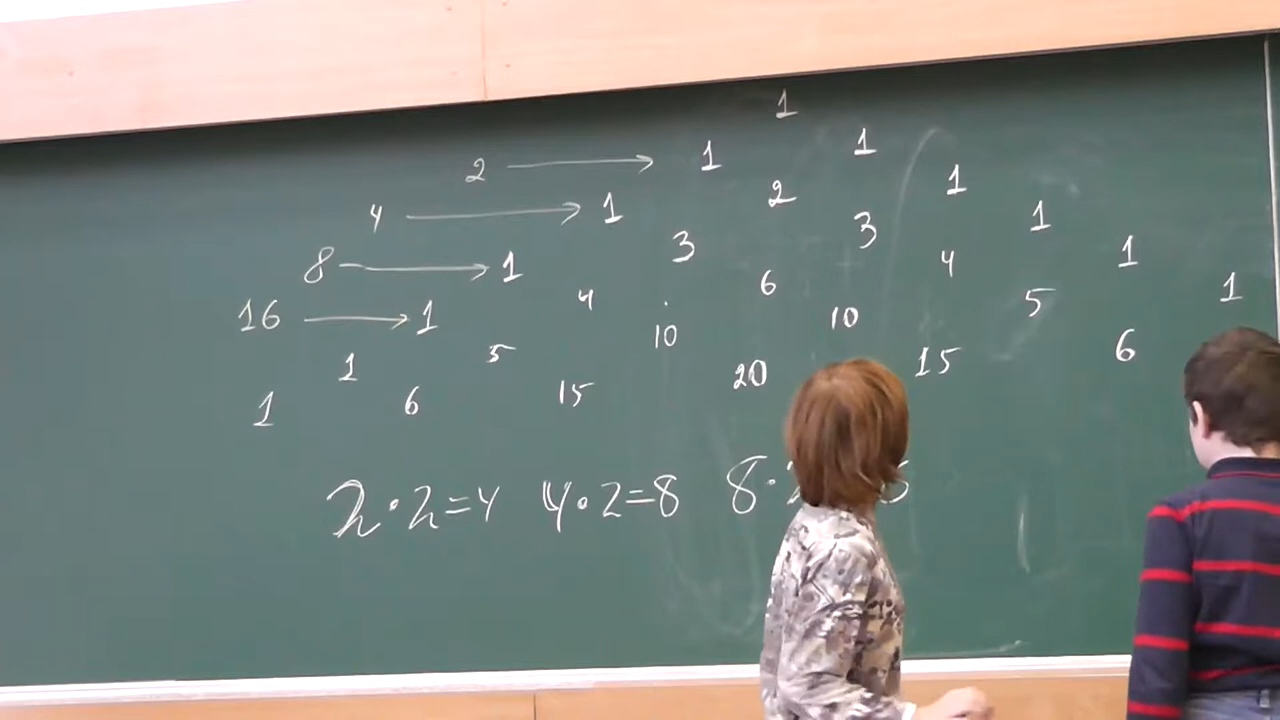 1
2 → 1 1
4 → 1 2 1
8 → 1 3 3 1
16 → 1 4 6 4 1
1 5 10 10 5 1
1 6 15 20 15 6
2·2=4 4·2=8 8·